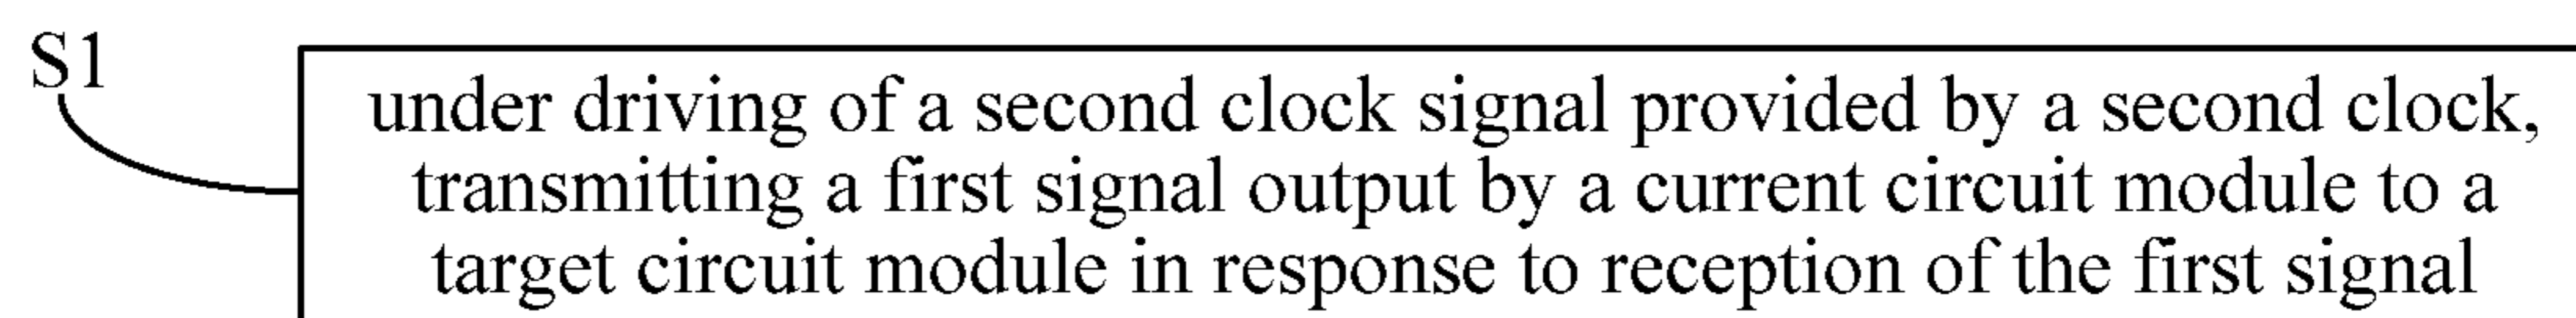 S1
under driving of a second clock signal provided by a second clock,
transmitting a first signal output by a current circuit module to a
target circuit module in response to reception of the first signal